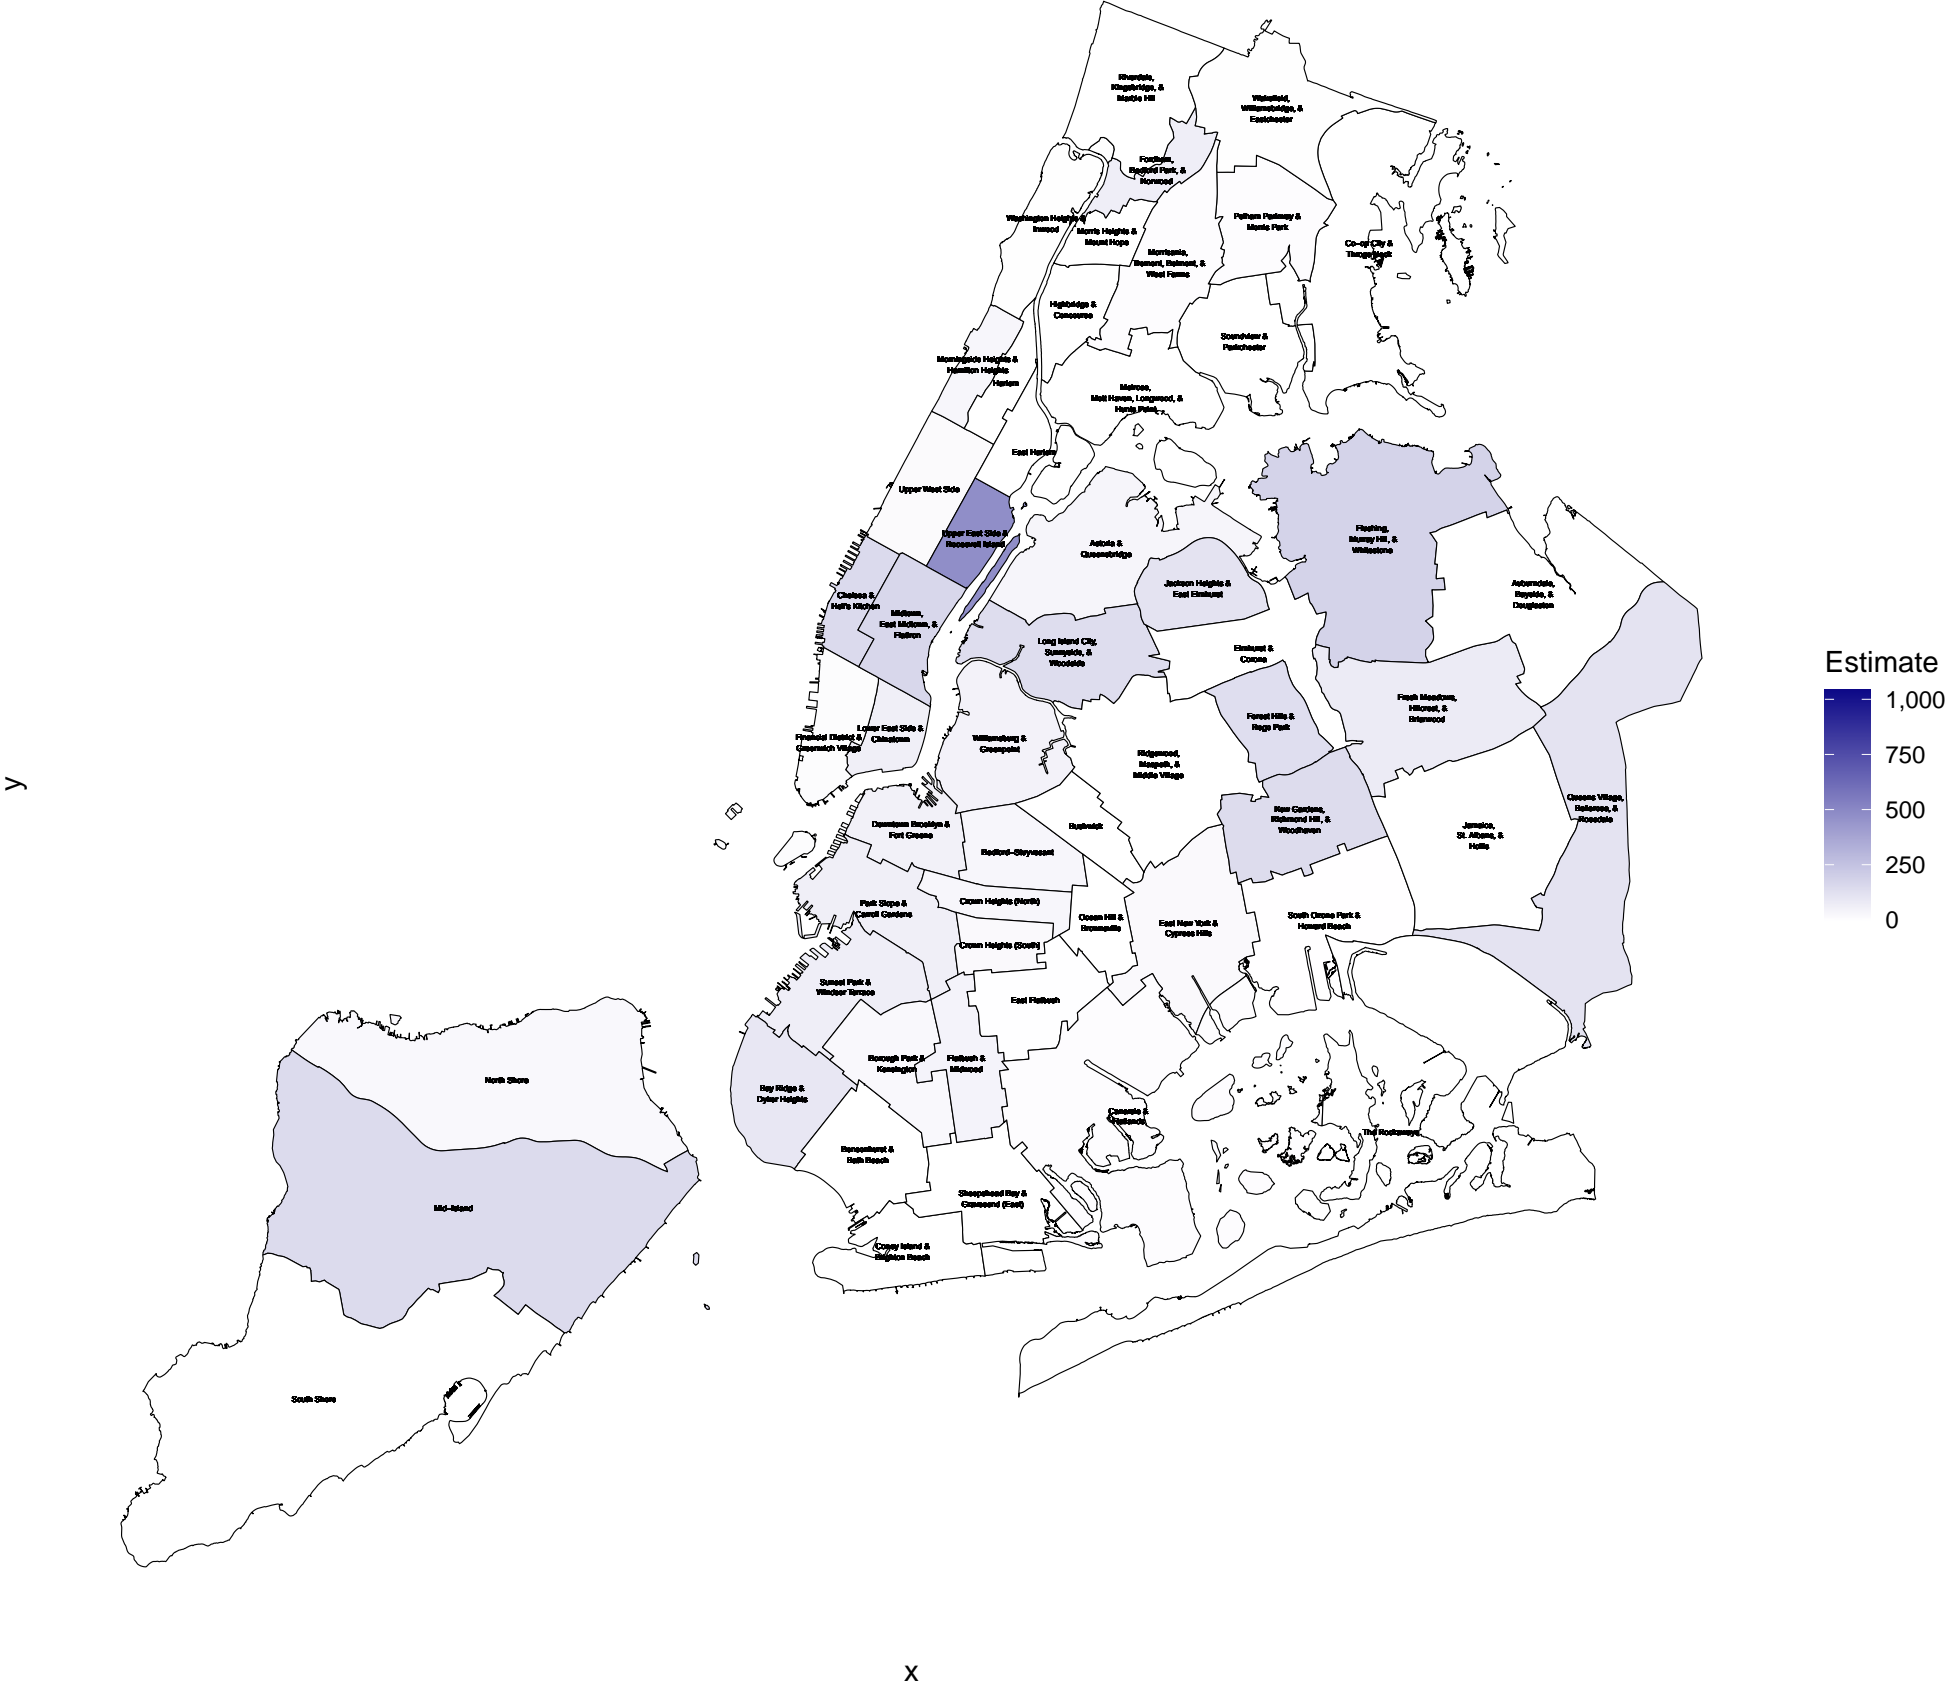 Riverdale,
Kingsbridge, &
Marble Hill
Wakefield,
Williamsbridge, &
Eastchester
Fordham,
Bedford Park, &
Norwood
Washington Heights &
Inwood
Morris Heights &
Mount Hope
Pelham Parkway &
Morris Park
Co-op City &
Throgs Neck
Morrisania,
Tremont, Belmont, &
West Farms
Highbridge &
Concourse
Soundview &
Parkchester
Morningside Heights &
Hamilton Heights
Harlem
Melrose,
Mott Haven, Longwood, &
Hunts Point
East Harlem
Upper West Side
Upper East Side &
Roosevelt Island
Astoria &
Queensbridge
Flushing,
Murray Hill, &
Whitestone
Jackson Heights &
East Elmhurst
Auburndale,
Bayside, &
Douglaston
Chelsea &
Hell's Kitchen
Midtown,
East Midtown, &
Flatiron
Long Island City,
Sunnyside, &
Woodside
Elmhurst &
Corona
Estimate
1,000
750
500
250
0
Fresh Meadows,
Hillcrest, &
Briarwood
Forest Hills &
Rego Park
Financial District &
Greenwich Village
Lower East Side &
Chinatown
Williamsburg &
Greenpoint
Ridgewood,
Maspeth, &
Middle Village
y
Queens Village,
Bellerose, &
Rosedale
Kew Gardens,
Richmond Hill, &
Woodhaven
Jamaica,
St. Albans, &
Hollis
Downtown Brooklyn &
Fort Greene
Bushwick
Bedford-Stuyvesant
Park Slope &
Carroll Gardens
Crown Heights (North)
Ocean Hill &
Brownsville
East New York &
Cypress Hills
South Ozone Park &
Howard Beach
Crown Heights (South)
Sunset Park &
Windsor Terrace
East Flatbush
Borough Park &
Kensington
Flatbush &
Midwood
Bay Ridge &
Dyker Heights
North Shore
Canarsie &
Flatlands
The Rockaways
Bensonhurst &
Bath Beach
Sheepshead Bay &
Gravesend (East)
Mid-Island
Coney Island &
Brighton Beach
South Shore
x